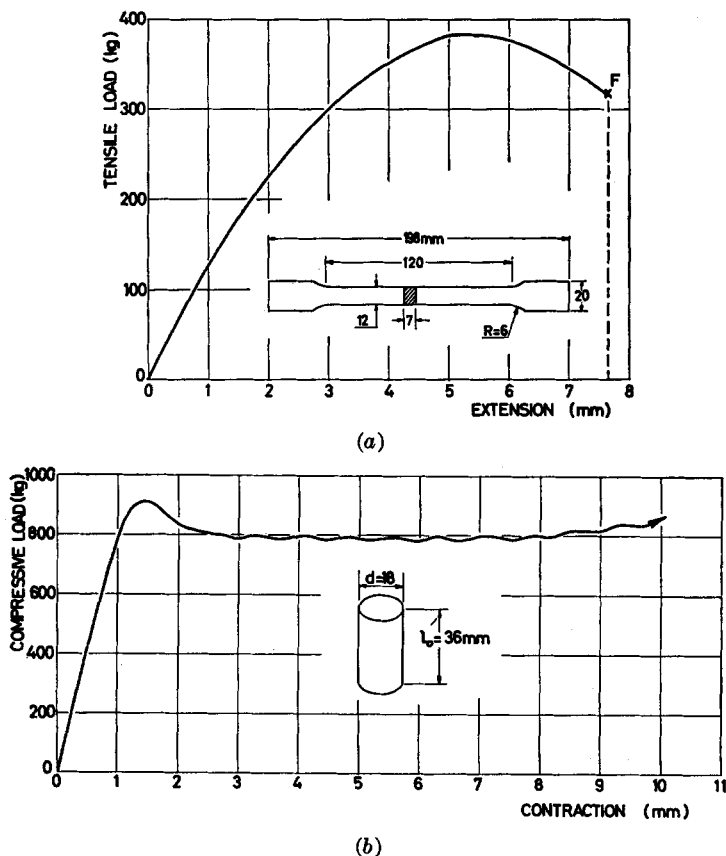 TENSILE LOAD (kg)
400
300
200
100
0
F
196mm
120
12
7
R=6
20
0 1 2 3 4 5 6 7 8
EXTENSION (mm)
(a)
COMPRESSIVE LOAD (kg)
1000
800
600
400
200
0
d=18
l₀=36mm
0 1 2 3 4 5 6 7 8 9 10 11
CONTRACTION (mm)
(b)